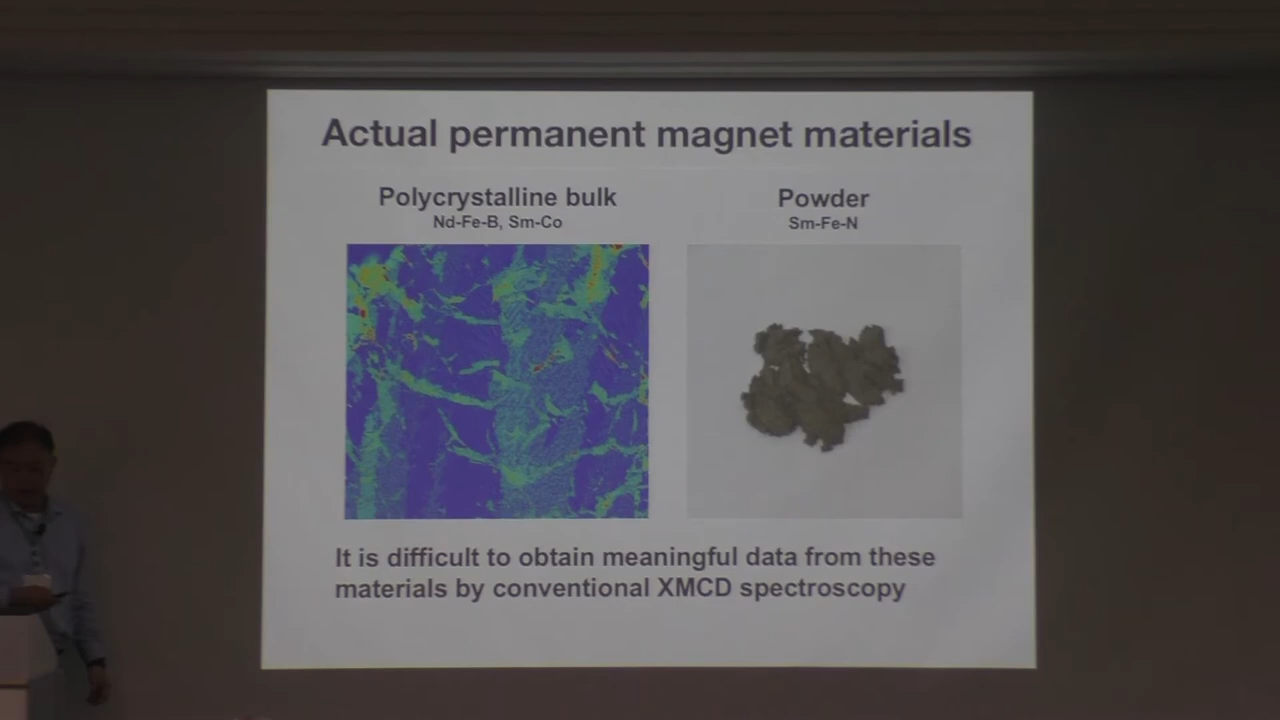 Actual permanent magnet materials
Polycrystalline bulk
Nd-Fe-B, Sm-Co
Powder
Sm-Fe-N
It is difficult to obtain meaningful data from these
materials by conventional XMCD spectroscopy